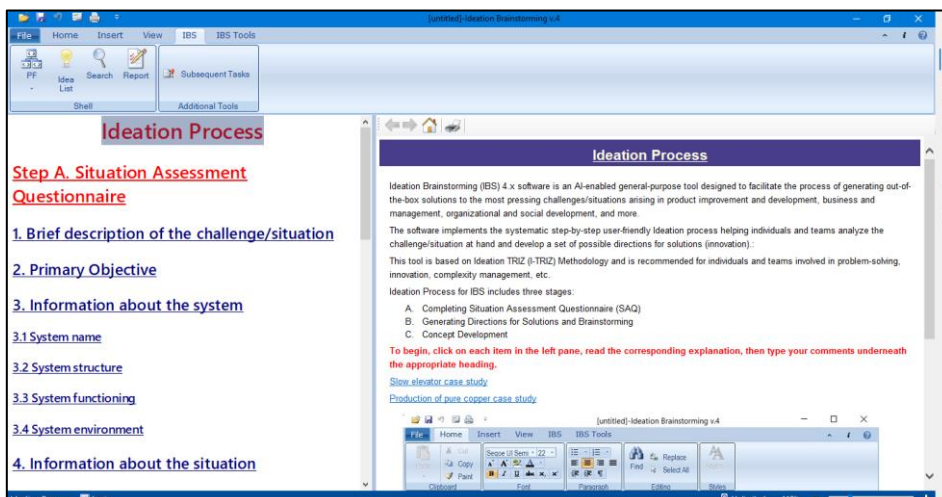 [untitled]-Ideation Brainstorming v.4
File Home Insert View IBS IBS Tools
PF Idea List Search Report Subsequent Tasks
Shell Additional Tools
Ideation Process
Step A. Situation Assessment
Questionnaire
1. Brief description of the challenge/situation
2. Primary Objective
3. Information about the system
3.1 System name
3.2 System structure
3.3 System functioning
3.4 System environment
4. Information about the situation
Ideation Process
Ideation Brainstorming (IBS) 4.x software is an AI-enabled general-purpose tool designed to facilitate the process of generating out-of-
the-box solutions to the most pressing challenges/situations arising in product improvement and development, business and
management, organizational and social development, and more.
The software implements the systematic step-by-step user-friendly Ideation process helping individuals and teams analyze the
challenge/situation at hand and develop a set of possible directions for solutions (innovation).:
This tool is based on Ideation TRIZ (I-TRIZ) Methodology and is recommended for individuals and teams involved in problem-solving,
innovation, complexity management, etc.
Ideation Process for IBS includes three stages:
A. Completing Situation Assessment Questionnaire (SAQ)
B. Generating Directions for Solutions and Brainstorming
C. Concept Development
To begin, click on each item in the left pane, read the corresponding explanation, then type your comments underneath
the appropriate heading.
Slow elevator case study
Production of pure copper case study
[untitled]-Ideation Brainstorming v.4
File Home Insert View IBS IBS Tools
Cut Segoe UI Semi 22 Replace
Copy Find Select All
Paint
Clipboard Font Paragraph Editing Styles